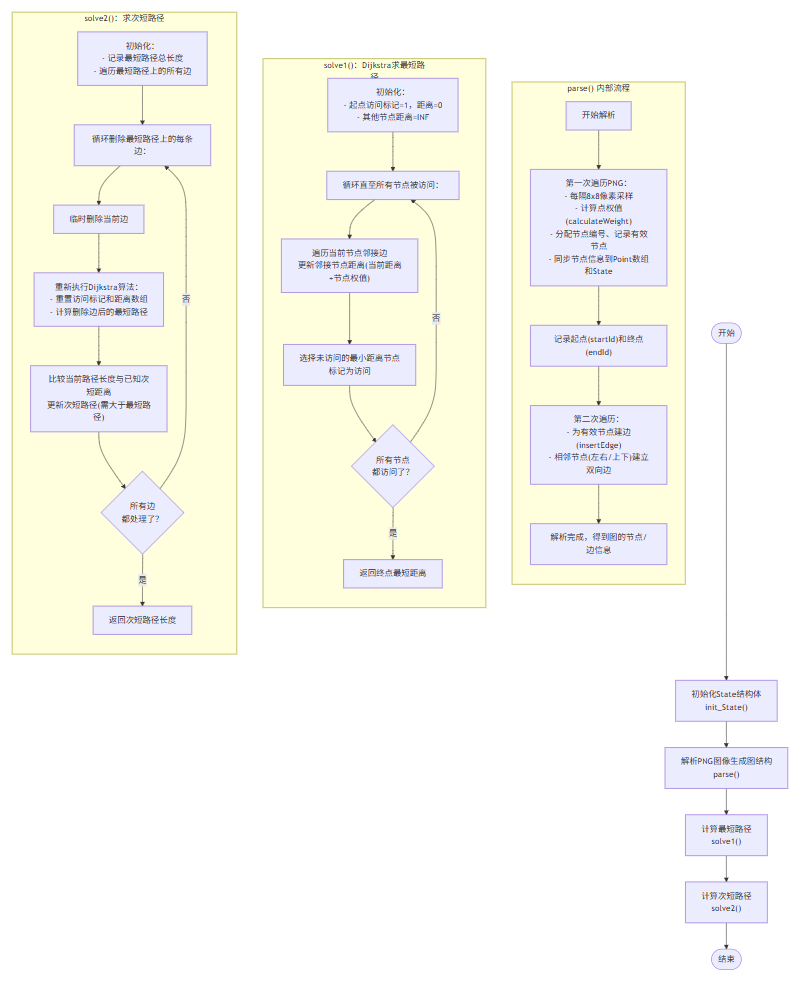 solve2()：求次短路径
初始化：
- 记录最短路径总长度
- 遍历最短路径上的所有边
循环删除最短路径上的每条
边：
临时删除当前边
重新执行Dijkstra算法：
- 重置访问标记和距离数组
- 计算删除边后的最短路径
比较当前路径长度与已知次
短距离
更新次短路径(需大于最短路
径)
所有边
都处理了？
否
是
返回次短路径长度
solve1()：Dijkstra求最短路
径
初始化：
- 起点访问标记=1，距离=0
- 其他节点距离=INF
循环直至所有节点被访问：
遍历当前节点邻接边
更新邻接节点距离(当前距离
+节点权值)
选择未访问的最小距离节点
标记为访问
所有节点
都访问了？
否
是
返回终点最短距离
parse() 内部流程
开始解析
第一次遍历PNG：
- 每隔8x8像素采样
- 计算点权值
(calculateWeight)
- 分配节点编号、记录有效
节点
- 同步节点信息到Point数组
和State
记录起点(startId)和终点
(endId)
第二次遍历：
- 为有效节点建边
(insertEdge)
- 相邻节点(左右/上下)建立
双向边
解析完成，得到图的节点/
边信息
开始
初始化State结构体
init_State()
解析PNG图像生成图结构
parse()
计算最短路径
solve1()
计算次短路径
solve2()
结束